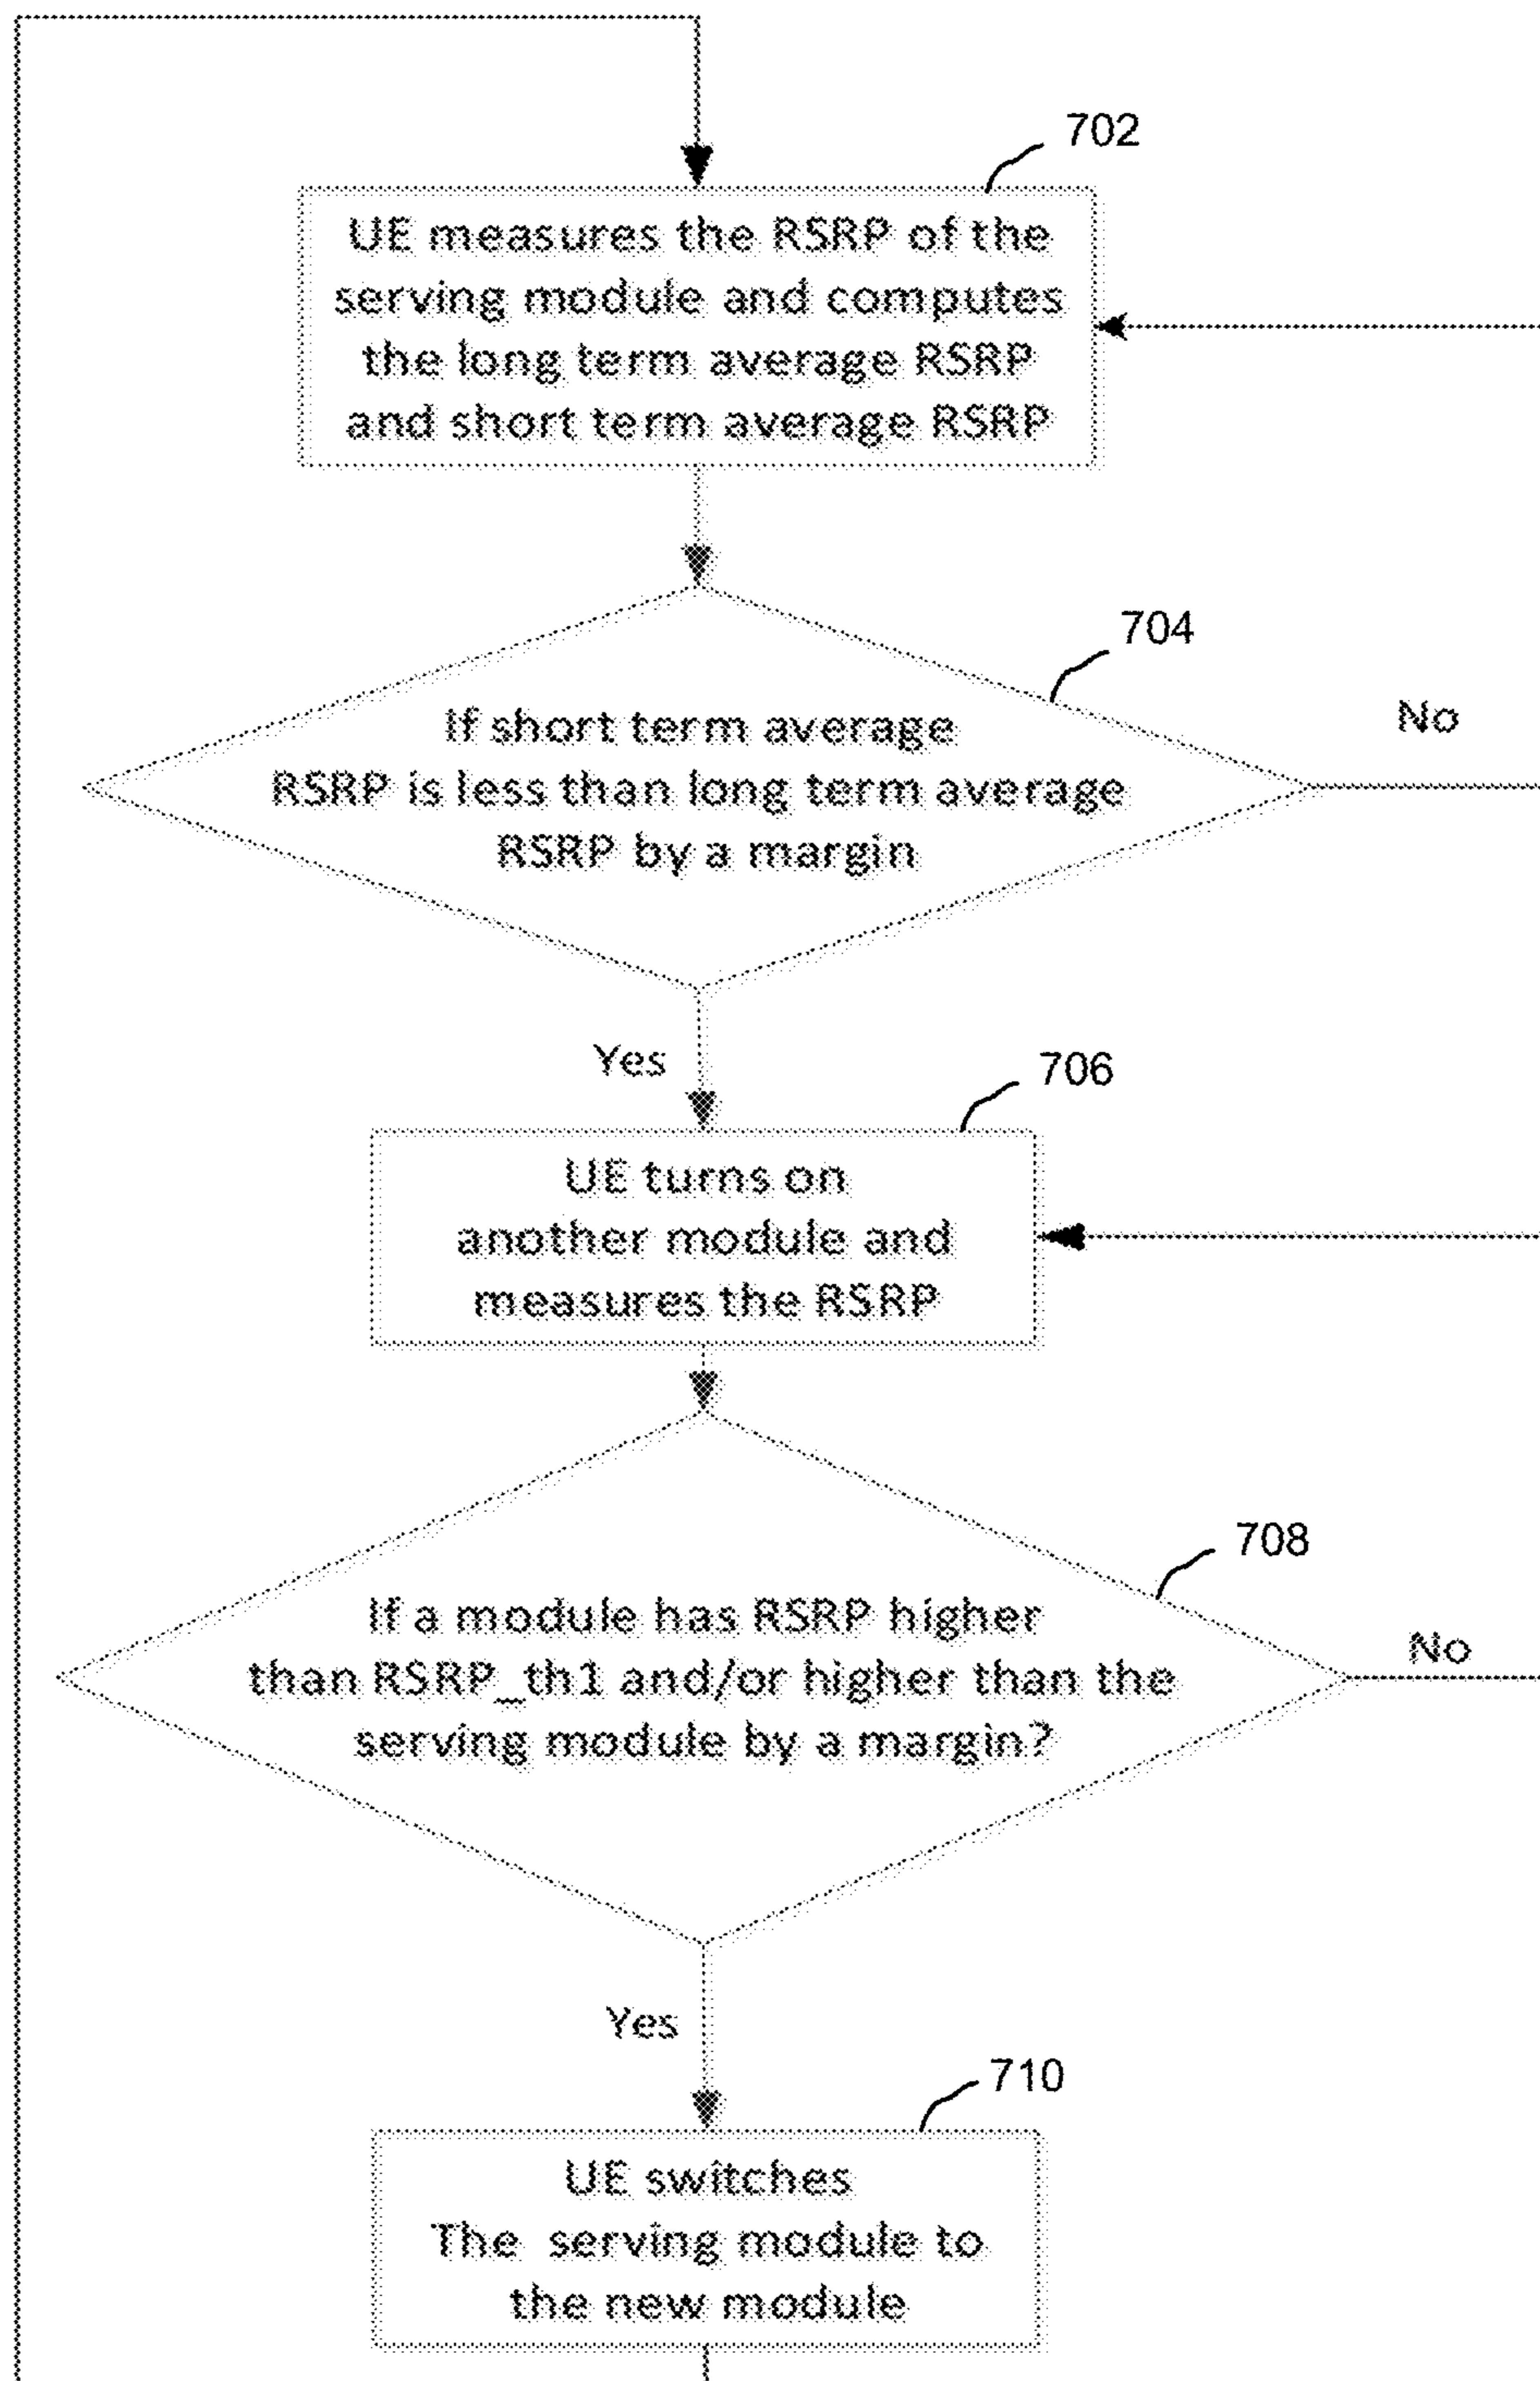 702
UE measures the RSRP of the
serving module and computes
the long term average RSRP
and short term average RSRP
704
If short term average
RSRP is less than long term average
RSRP by a margin
No
Yes
706
UE turns on
another module and
measures the RSRP
708
If a module has RSRP higher
than RSRP_th1 and/or higher than the
serving module by a margin?
No
Yes
710
UE switches
The serving module to
the new module